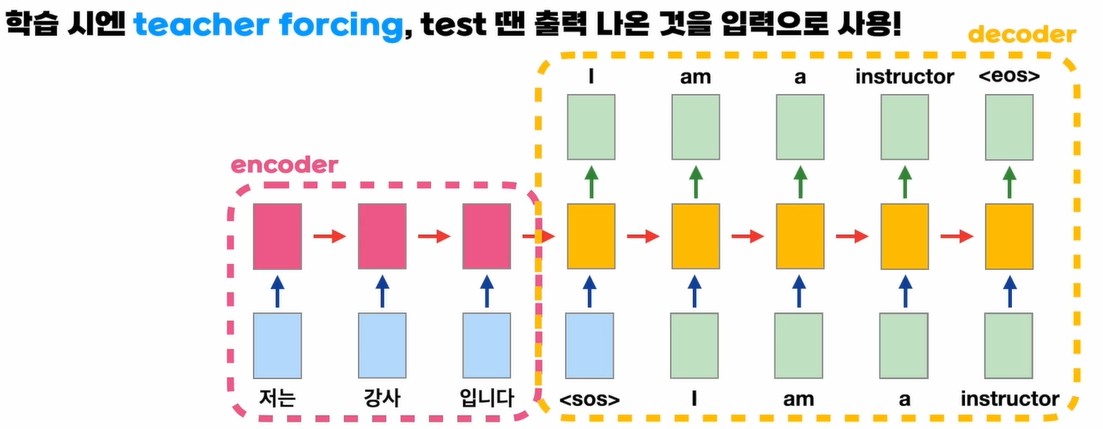 학습 시엔 teacher forcing, test 땐 출력 나온 것을 입력으로 사용!
decoder
I am a instructor <eos>
encoder
저는 강사 입니다 <sos> I am a instructor